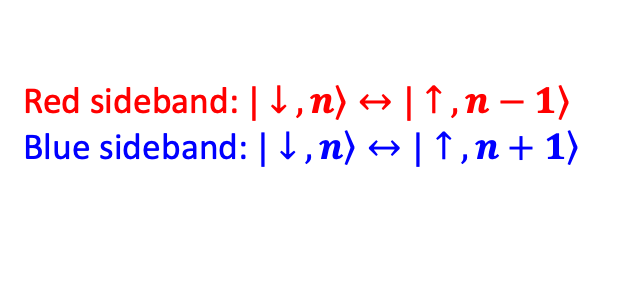 Red sideband: | ↓ , n⟩ ↔ | ↑ , n − 1⟩
Blue sideband: | ↓ , n⟩ ↔ | ↑ , n + 1⟩